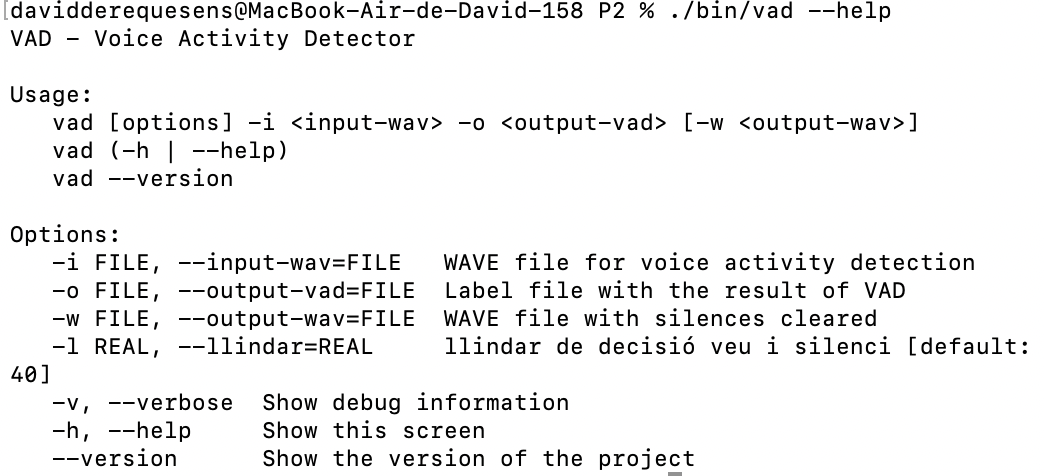 [davidderequesens@MacBook-Air-de-David-158 P2 % ./bin/vad --help
VAD - Voice Activity Detector
Usage:
vad [options] -i <input-wav> -o <output-vad> [-w <output-wav>]
vad (-h | --help)
vad --version
Options:
-i FILE, --input-wav=FILE WAVE file for voice activity detection
-o FILE, --output-vad=FILE Label file with the result of VAD
-w FILE, --output-wav=FILE WAVE file with silences cleared
-l REAL, --llindar=REAL llindar de decisió veu i silenci [default:
40]
-v, --verbose Show debug information
-h, --help Show this screen
--version Show the version of the project